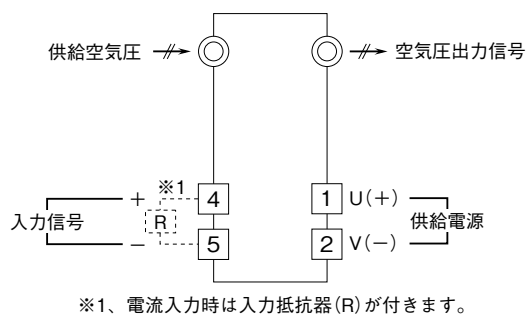 供給空気圧
空気圧出力信号
※1
+
4
1
U(+)
入力信号
R
供給電源
−
5
2
V(−)
※1、電流入力時は入力抵抗器(R)が付きます。